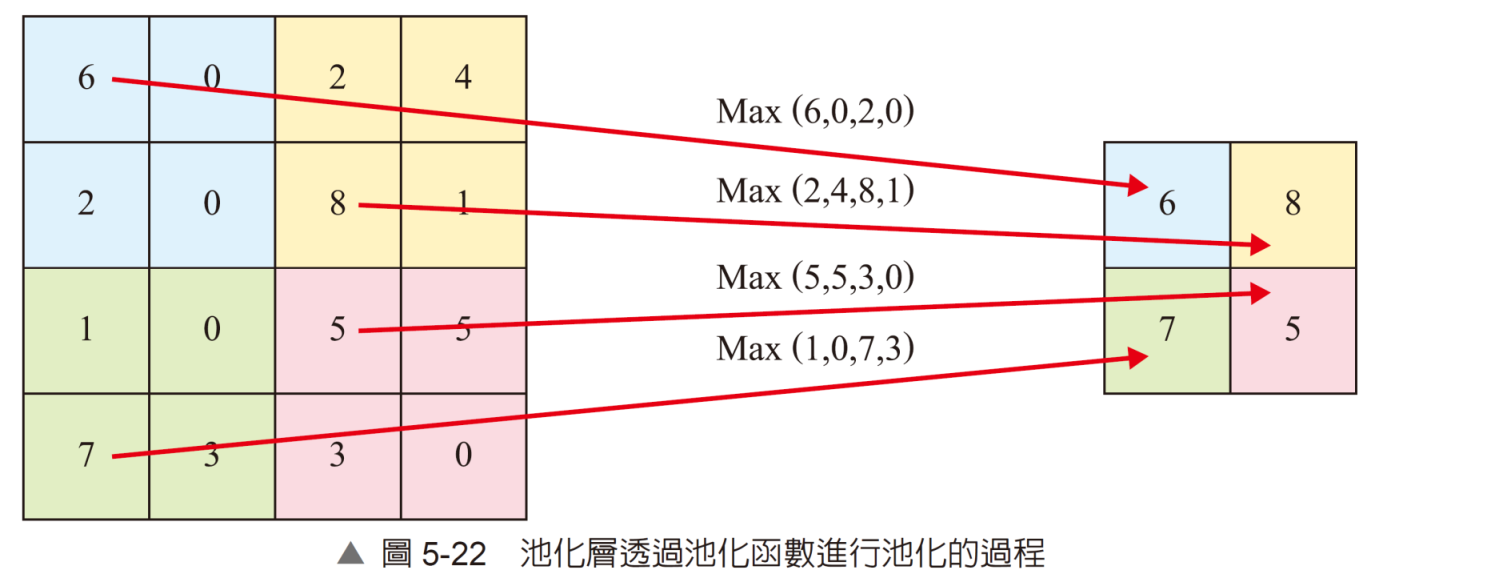 6 0 2 4
Max (6,0,2,0)
2 0 8 1
Max (2,4,8,1)
6 8
Max (5,5,3,0)
1 0 5 5
Max (1,0,7,3)
7 5
7 3 3 0
▲ 圖 5-22 池化層透過池化函數進行池化的過程